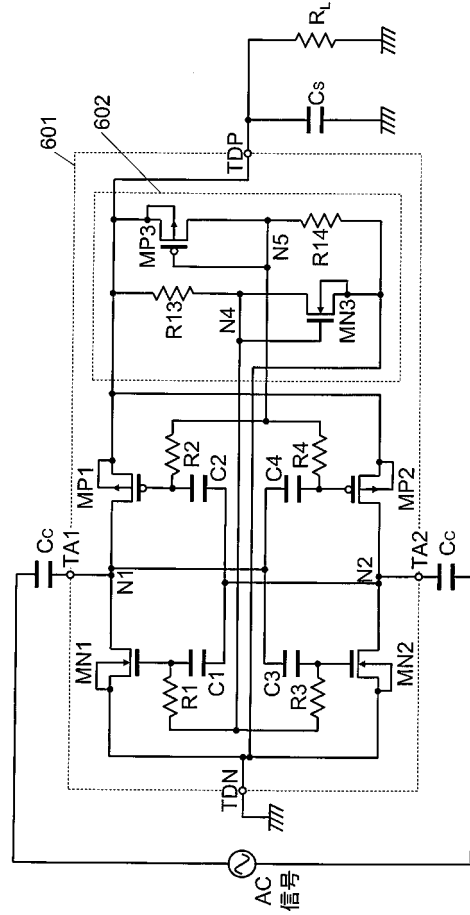 601
602
AC
信号
Cc
TA1
TDN
MN1
N1
MP1
R1
C1
R2
C2
R3
C3
R4
C4
MN2
N2
MP2
TA2
Cc
R13
N4
MN3
MP3
N5
R14
TDP
Cs
RL